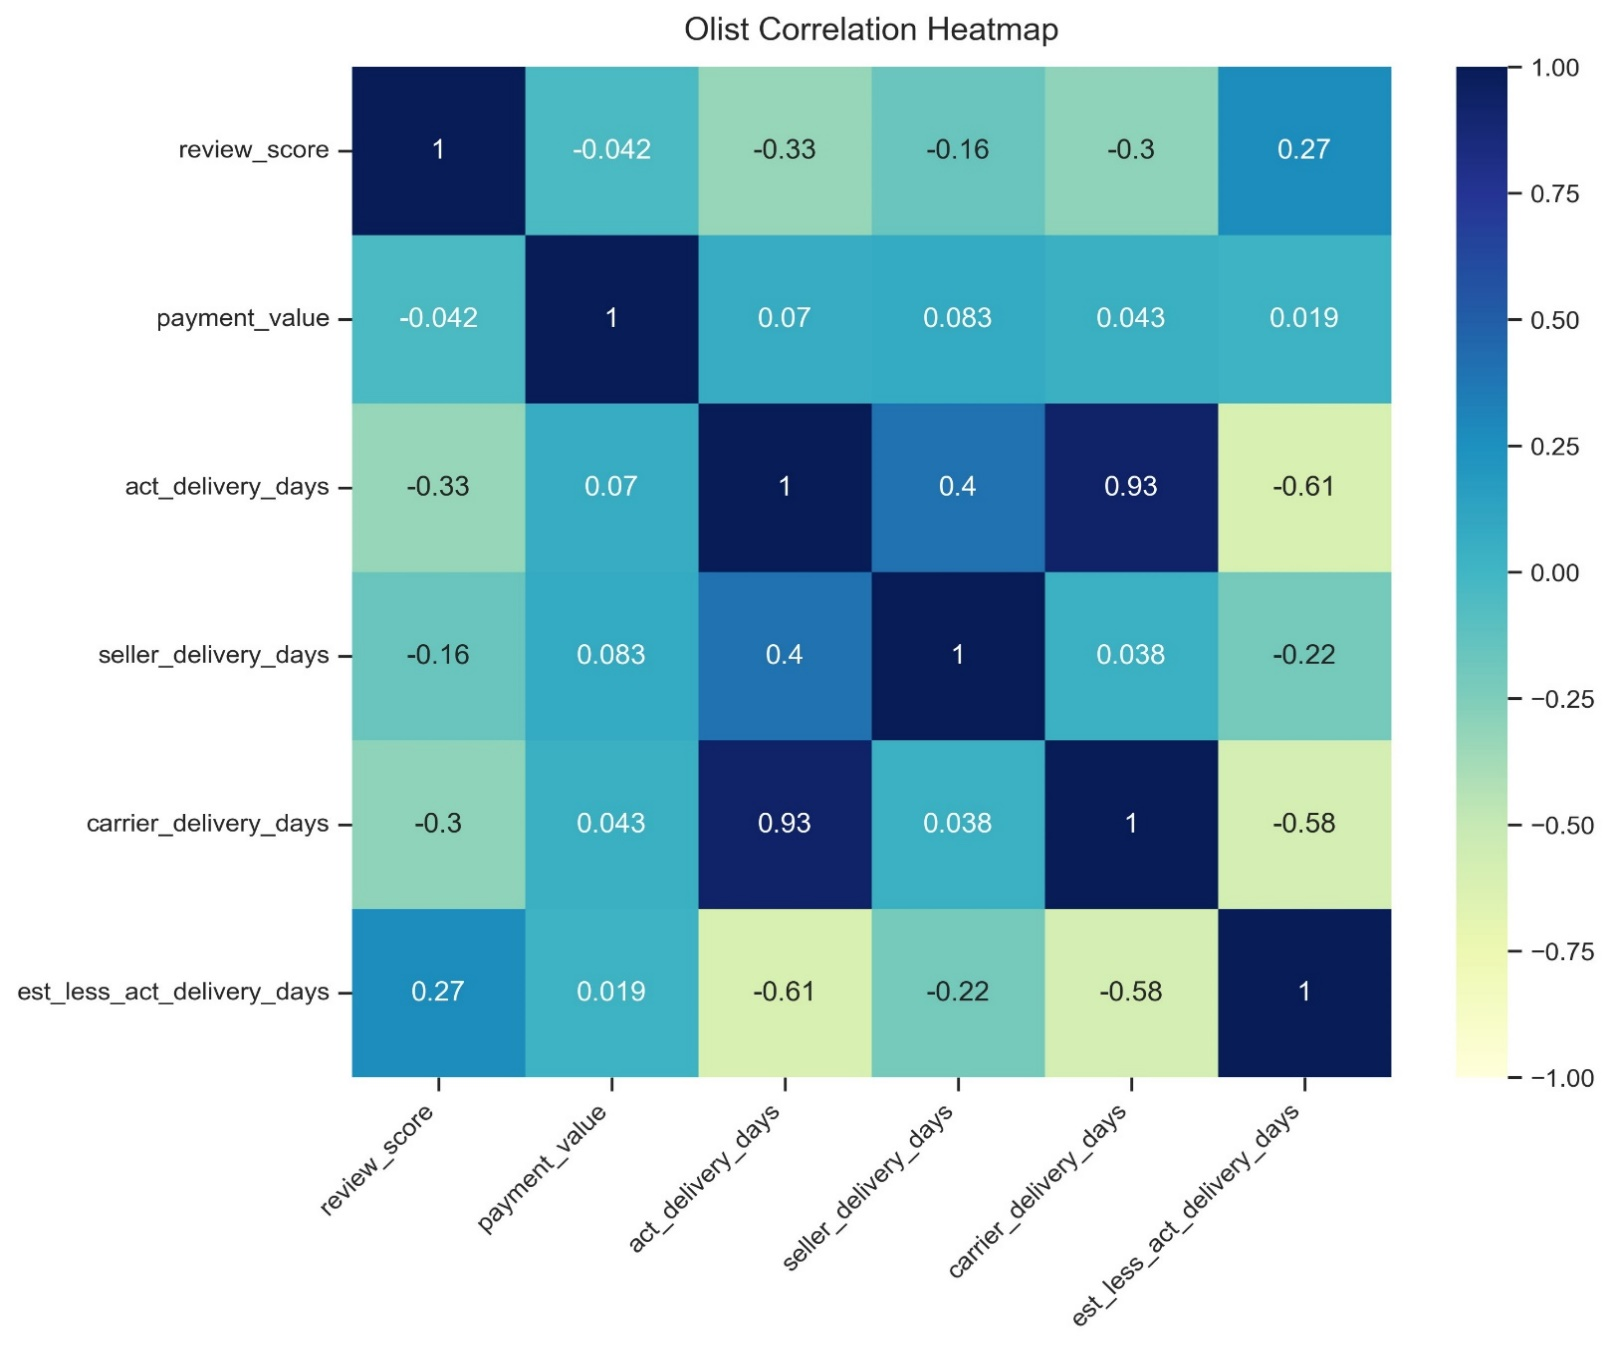 Olist Correlation Heatmap
review_score 1 -0.042 -0.33 -0.16 -0.3 0.27
payment_value -0.042 1 0.07 0.083 0.043 0.019
act_delivery_days -0.33 0.07 1 0.4 0.93 -0.61
seller_delivery_days -0.16 0.083 0.4 1 0.038 -0.22
carrier_delivery_days -0.3 0.043 0.93 0.038 1 -0.58
est_less_act_delivery_days 0.27 0.019 -0.61 -0.22 -0.58 1
review_score
payment_value
act_delivery_days
seller_delivery_days
carrier_delivery_days
est_less_act_delivery_days
1.00
0.75
0.50
0.25
0.00
−0.25
−0.50
−0.75
−1.00